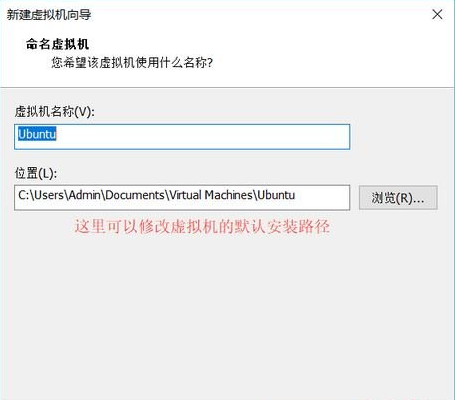 新建虚拟机向导
命名虚拟机
您希望该虚拟机使用什么名称?
虚拟机名称(V):
Ubuntu
位置(L):
C:\Users\Admin\Documents\Virtual Machines\Ubuntu
浏览(R)...
这里可以修改虚拟机的默认安装路径